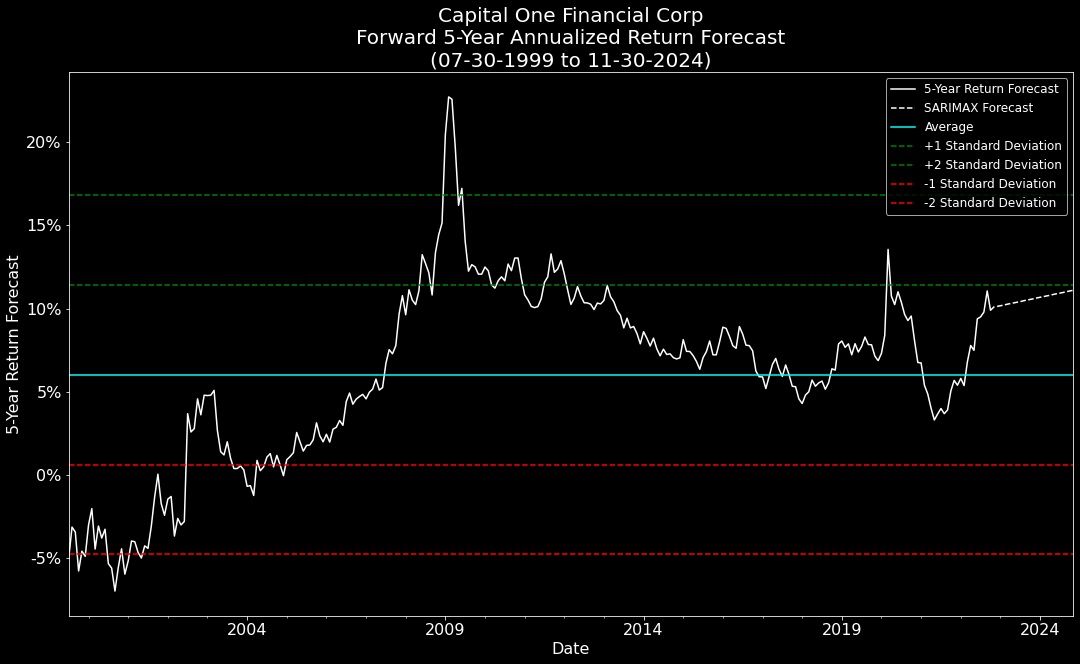 Capital One Financial Corp
Forward 5-Year Annualized Return Forecast
(07-30-1999 to 11-30-2024)
5-Year Return Forecast
SARIMAX Forecast
Average
+1 Standard Deviation
+2 Standard Deviation
-1 Standard Deviation
-2 Standard Deviation
5-Year Return Forecast
20%
15%
10%
5%
0%
-5%
2004
2009
2014
2019
2024
Date